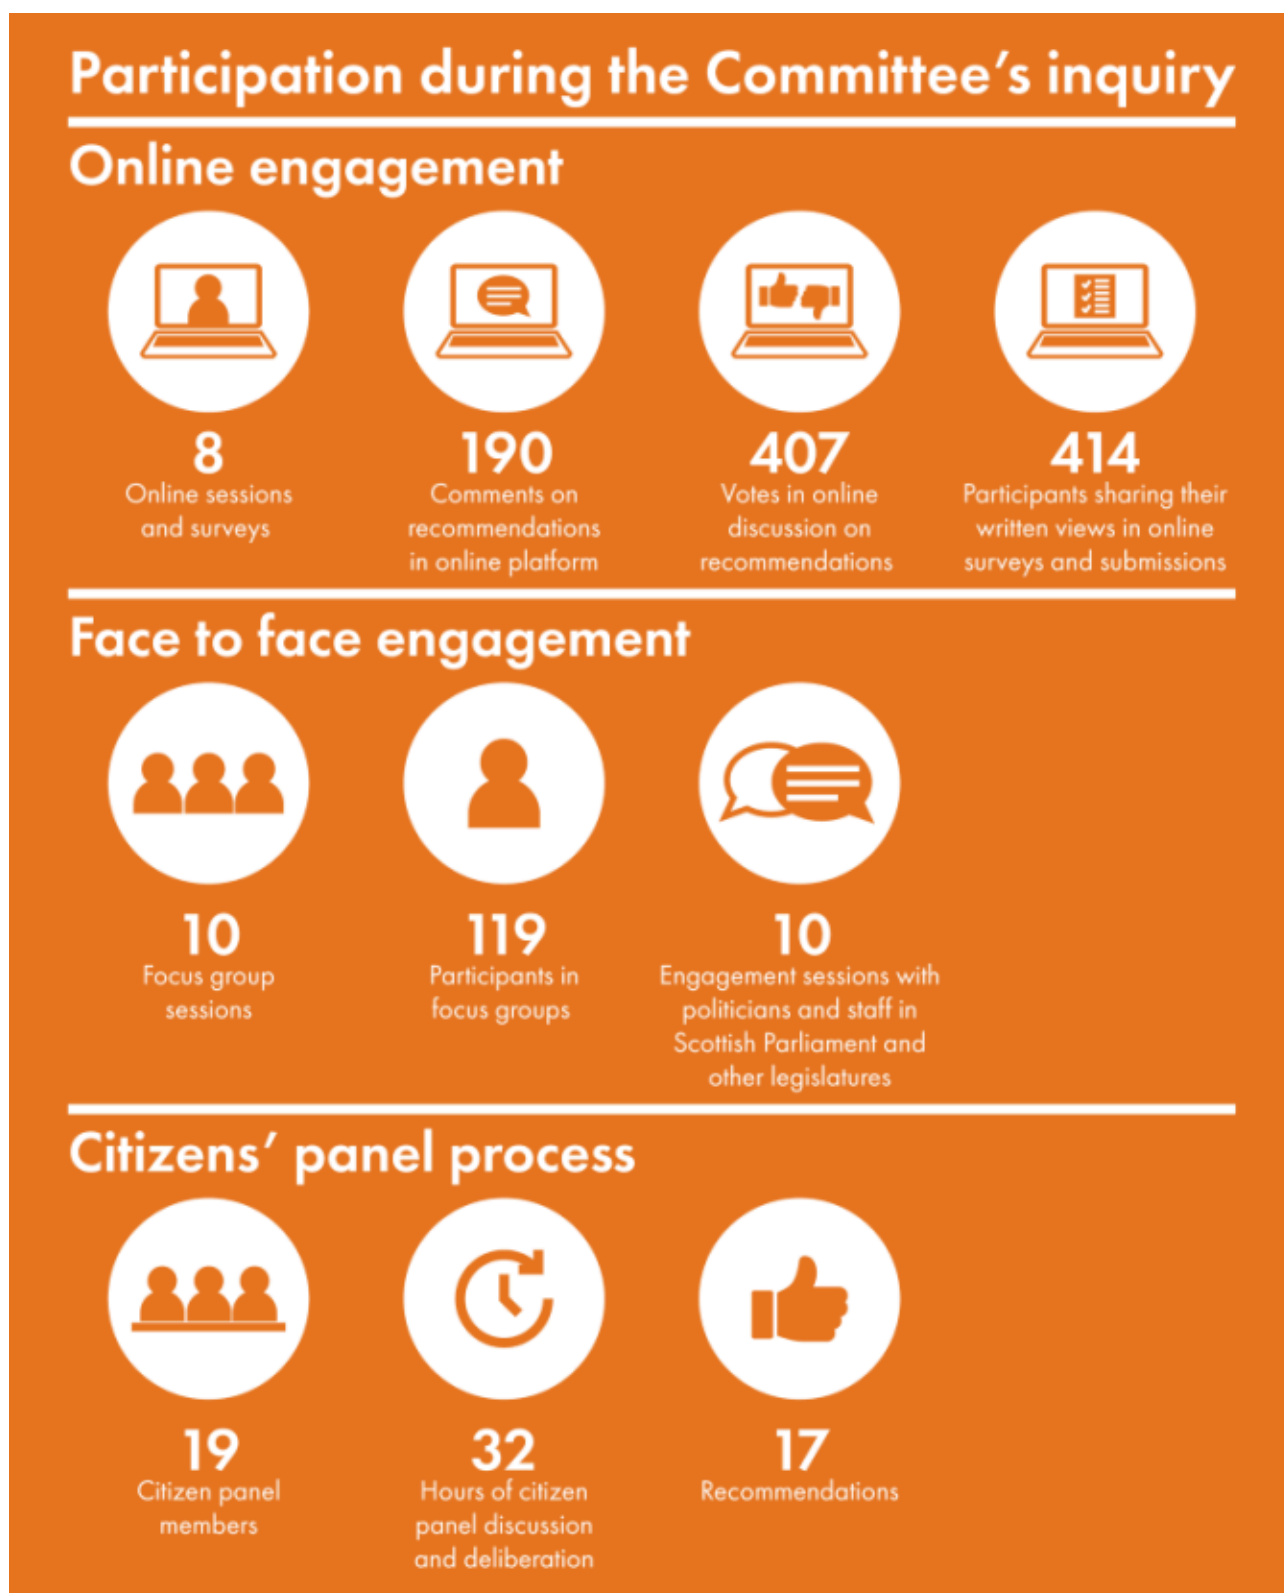 Participation during the Committee’s inquiry
Online engagement
8
Online sessions
and surveys
190
Comments on
recommendations
in online platform
407
Votes in online
discussion on
recommendations
414
Participants sharing their
written views in online
surveys and submissions
Face to face engagement
10
Focus group
sessions
119
Participants in
focus groups
10
Engagement sessions with
politicians and staff in
Scottish Parliament and
other legislatures
Citizens’ panel process
19
Citizen panel
members
32
Hours of citizen
panel discussion
and deliberation
17
Recommendations